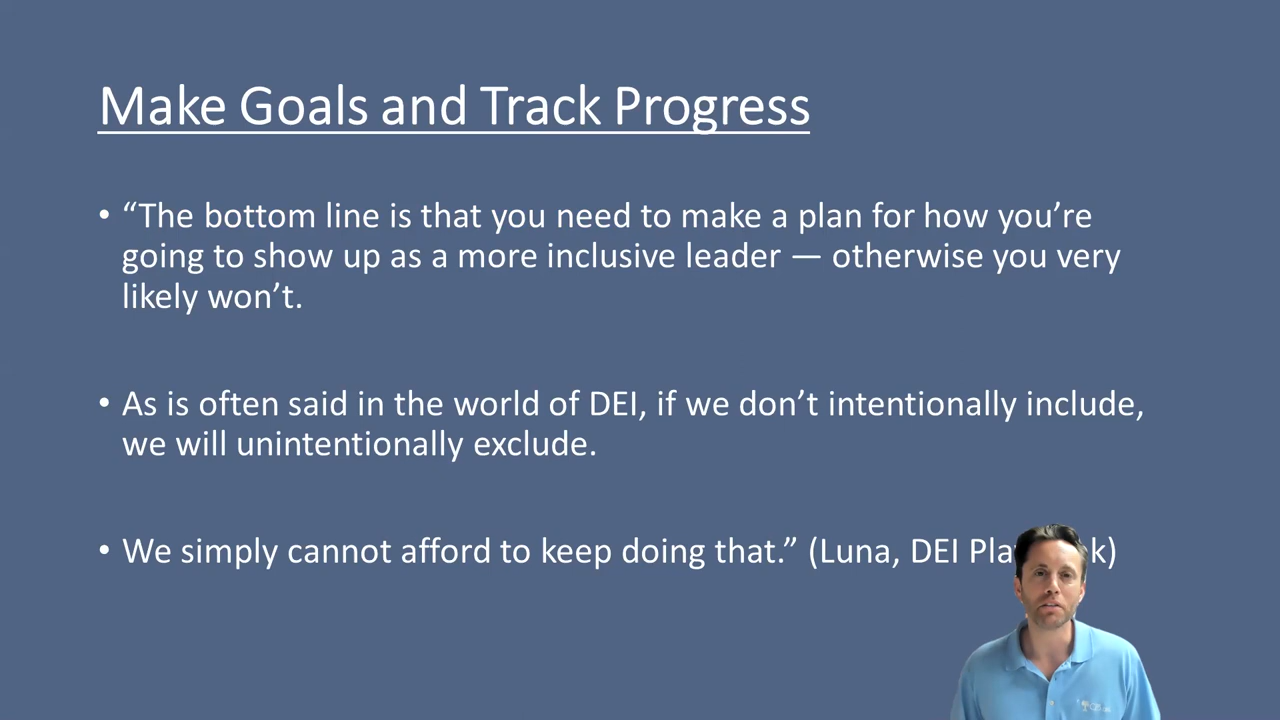 Make Goals and Track Progress
• “The bottom line is that you need to make a plan for how you’re
going to show up as a more inclusive leader — otherwise you very
likely won’t.
• As is often said in the world of DEI, if we don’t intentionally include,
we will unintentionally exclude.
• We simply cannot afford to keep doing that.” (Luna, DEI